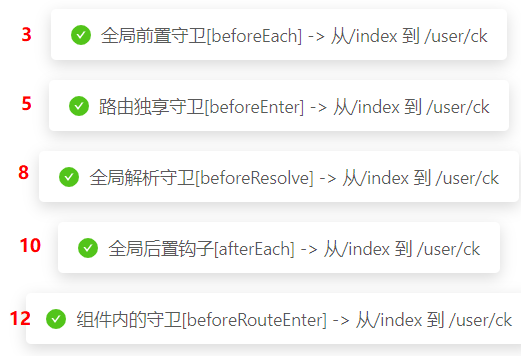 3 全局前置守卫[beforeEach] -> 从/index 到 /user/ck
5 路由独享守卫[beforeEnter] -> 从/index 到 /user/ck
8 全局解析守卫[beforeResolve] -> 从/index 到 /user/ck
10 全局后置钩子[afterEach] -> 从/index 到 /user/ck
12 组件内的守卫[beforeRouteEnter] -> 从/index 到 /user/ck